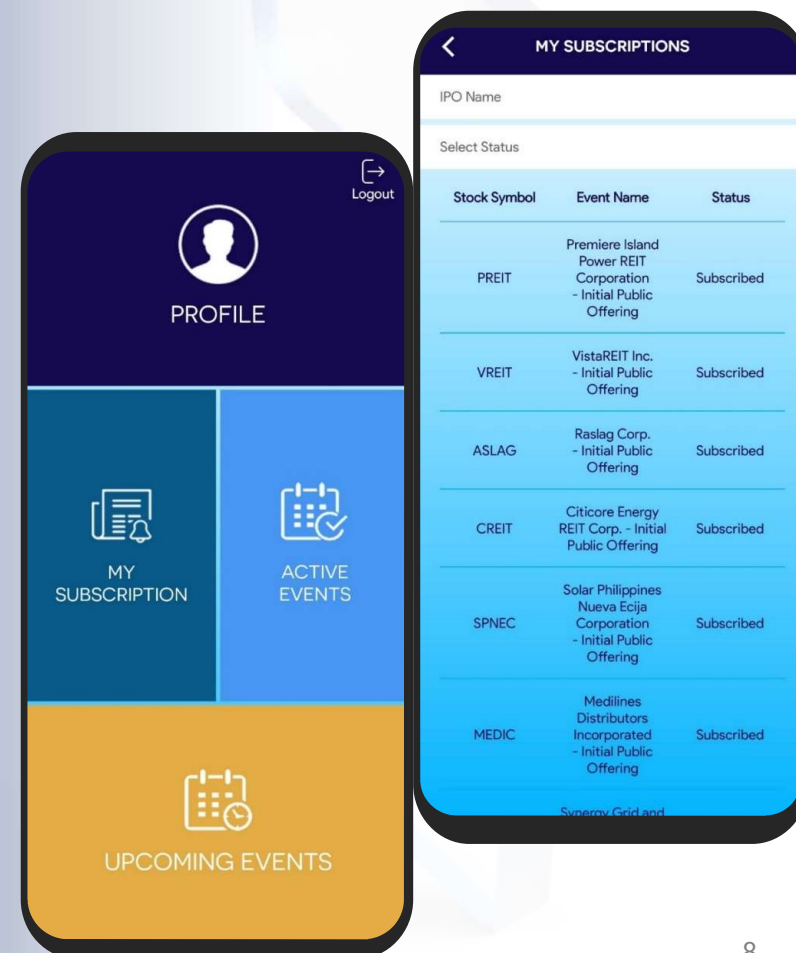 Logout
PROFILE
MY
SUBSCRIPTION
ACTIVE
EVENTS
UPCOMING EVENTS
MY SUBSCRIPTIONS
IPO Name
Select Status
Stock Symbol Event Name Status
Premiere Island
Power REIT
PREIT Corporation Subscribed
- Initial Public
Offering
VistaREIT Inc.
VREIT - Initial Public Subscribed
Offering
Raslag Corp.
ASLAG - Initial Public Subscribed
Offering
Citicore Energy
CREIT REIT Corp. - Initial Subscribed
Public Offering
Solar Philippines
Nueva Ecija
SPNEC Corporation Subscribed
- Initial Public
Offering
Medilines
Distributors
MEDIC Incorporated Subscribed
- Initial Public
Offering
Synergy Grid and
8